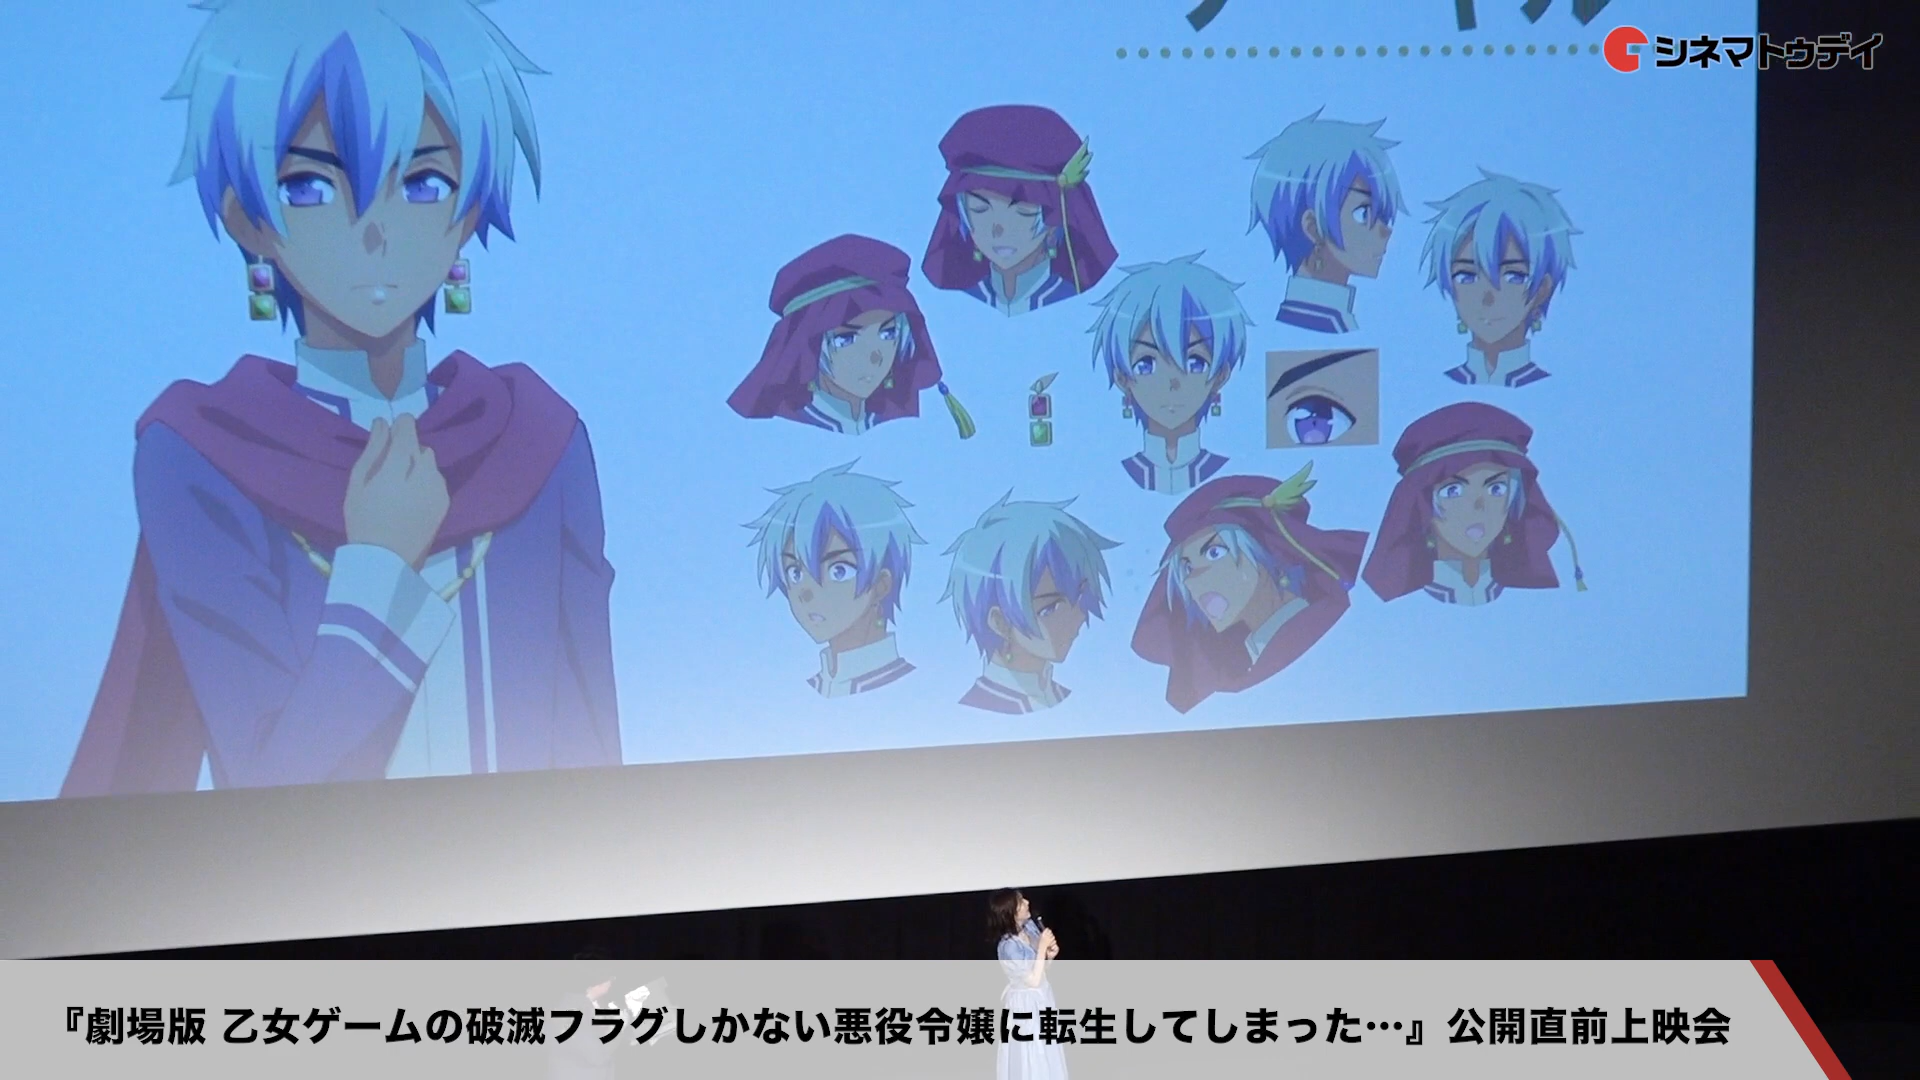 シネマトゥデイ
『劇場版 乙女ゲームの破滅フラグしかない悪役令嬢に転生してしまった…』公開直前上映会